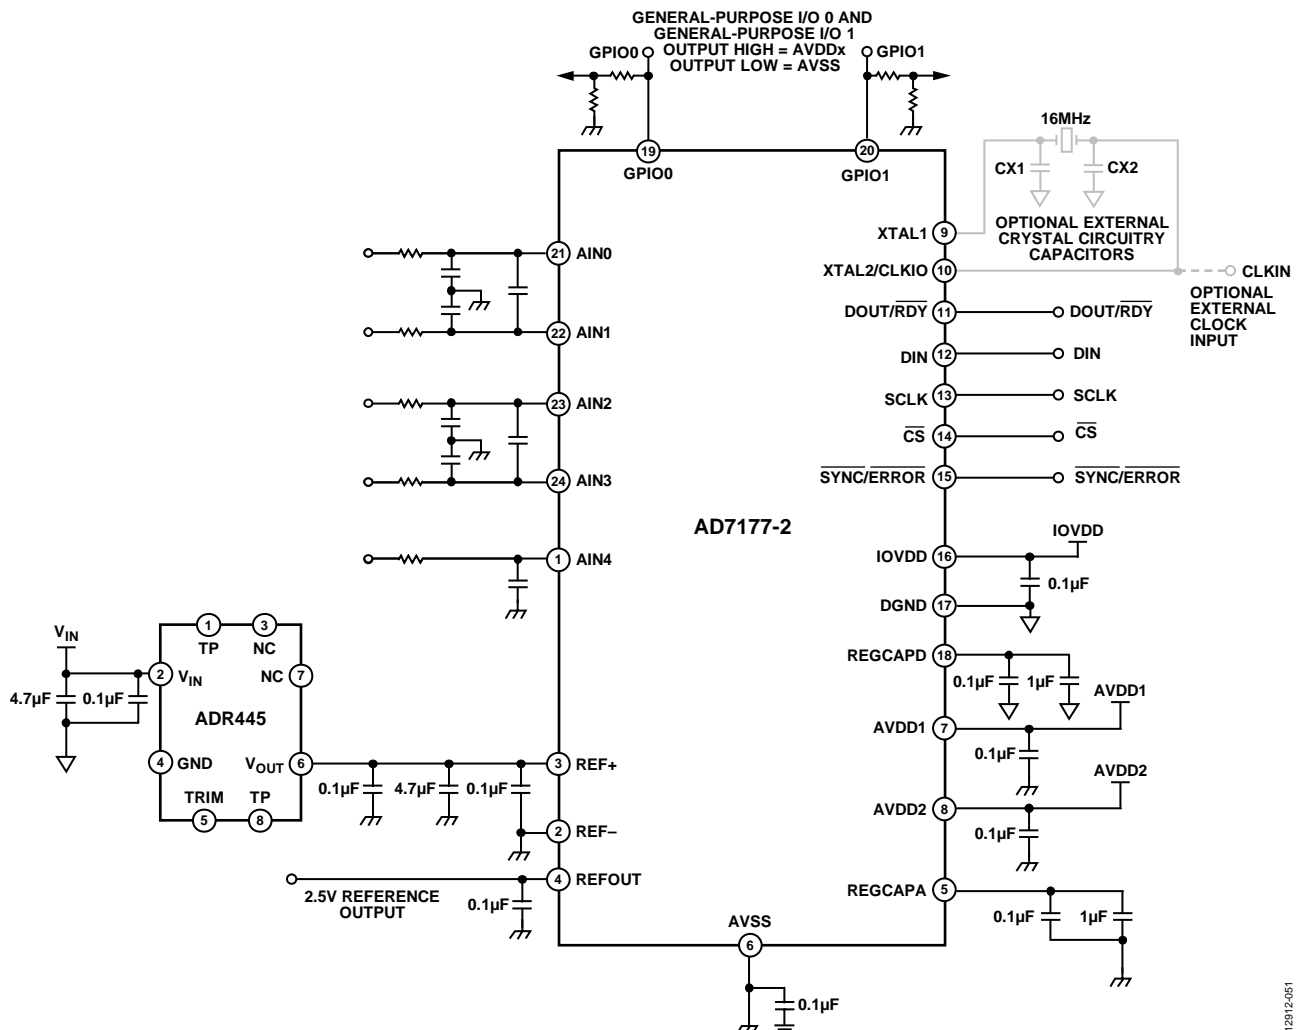 GENERAL-PURPOSE I/O 0 AND
GENERAL-PURPOSE I/O 1
OUTPUT HIGH = AVDDx
OUTPUT LOW = AVSS
GPIO0
GPIO1
19
GPIO0
20
GPIO1
16MHz
CX1
CX2
OPTIONAL EXTERNAL
CRYSTAL CIRCUITRY
CAPACITORS
XTAL1 9
XTAL2/CLKIO 10
CLKIN
OPTIONAL
EXTERNAL
CLOCK
INPUT
21 AIN0
22 AIN1
23 AIN2
24 AIN3
1 AIN4
DOUT/RDY 11 DOUT/RDY
DIN 12 DIN
SCLK 13 SCLK
CS 14 CS
SYNC/ERROR 15 SYNC/ERROR
AD7177-2
IOVDD
IOVDD 16
0.1µF
DGND 17
REGCAPD 18
0.1µF
1µF
AVDD1
AVDD1 7
0.1µF
AVDD2
AVDD2 8
0.1µF
REGCAPA 5
0.1µF
1µF
VIN
4.7µF
0.1µF
1
TP
3
NC
2 VIN
NC 7
ADR445
4 GND
VOUT 6
TRIM
5
TP
8
0.1µF
4.7µF
0.1µF
3 REF+
2 REF–
4 REFOUT
2.5V REFERENCE
OUTPUT
0.1µF
AVSS
6
0.1µF
12912-051